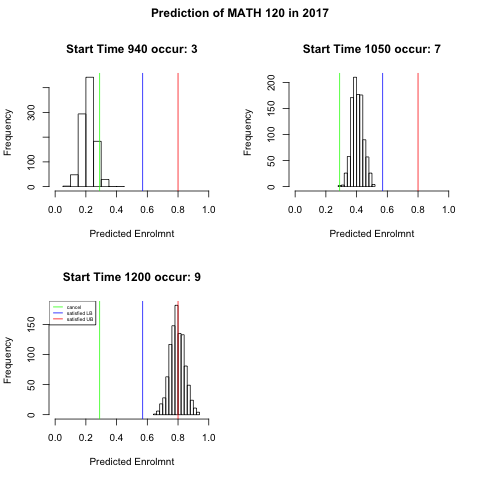 Prediction of MATH 120 in 2017
Start Time 940 occur: 3
Frequency
0 100 300
0.0 0.2 0.4 0.6 0.8 1.0
Predicted Enrolmnt
Start Time 1050 occur: 7
Frequency
0 50 100 150 200
0.0 0.2 0.4 0.6 0.8 1.0
Predicted Enrolmnt
Start Time 1200 occur: 9
cancel
satisfied LB
satisfied UB
Frequency
0 50 100 150
0.0 0.2 0.4 0.6 0.8 1.0
Predicted Enrolmnt